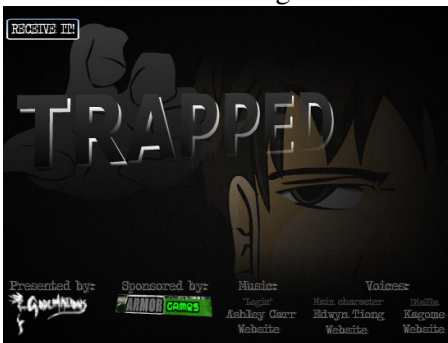 RECEIVE IT!
TRAPPED
Presented by:
Sponsored by:
ARMOR GAMES
Music:
"Logic"
Ashley Carr
Website
Voices:
Main character
Edwyn Tiong
Website
Dialla
Kagome
Website